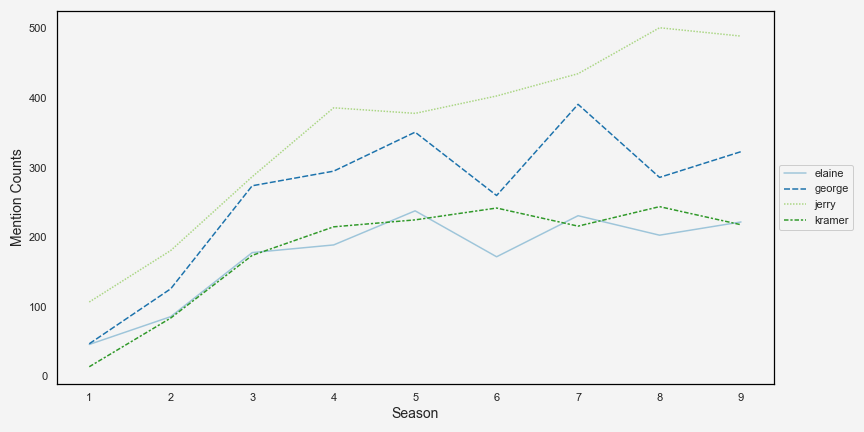 500
400
300
200
100
0
Mention Counts
1 2 3 4 5 6 7 8 9
Season
elaine
george
jerry
kramer